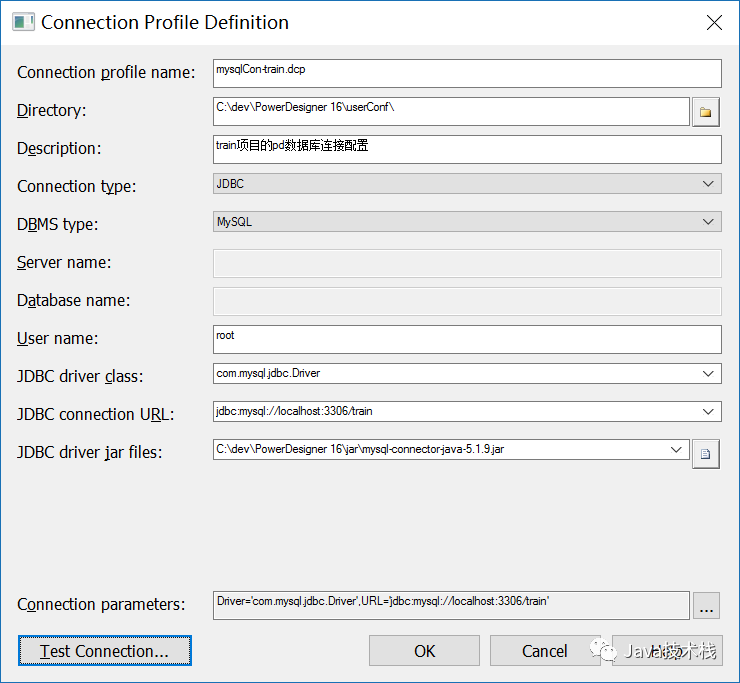 Connection Profile Definition
Connection profile name: mysqlCon-train.dcp
Directory: C:\dev\PowerDesigner 16\userConf\
Description: train项目的pd数据库连接配置
Connection type: JDBC
DBMS type: MySQL
Server name:
Database name:
User name: root
JDBC driver class: com.mysql.jdbc.Driver
JDBC connection URL: jdbc:mysql://localhost:3306/train
JDBC driver jar files: C:\dev\PowerDesigner 16\jar\mysql-connector-java-5.1.9.jar
Connection parameters: Driver='com.mysql.jdbc.Driver',URL='jdbc:mysql://localhost:3306/train' ...
Test Connection... OK Cancel Help
Java技术栈